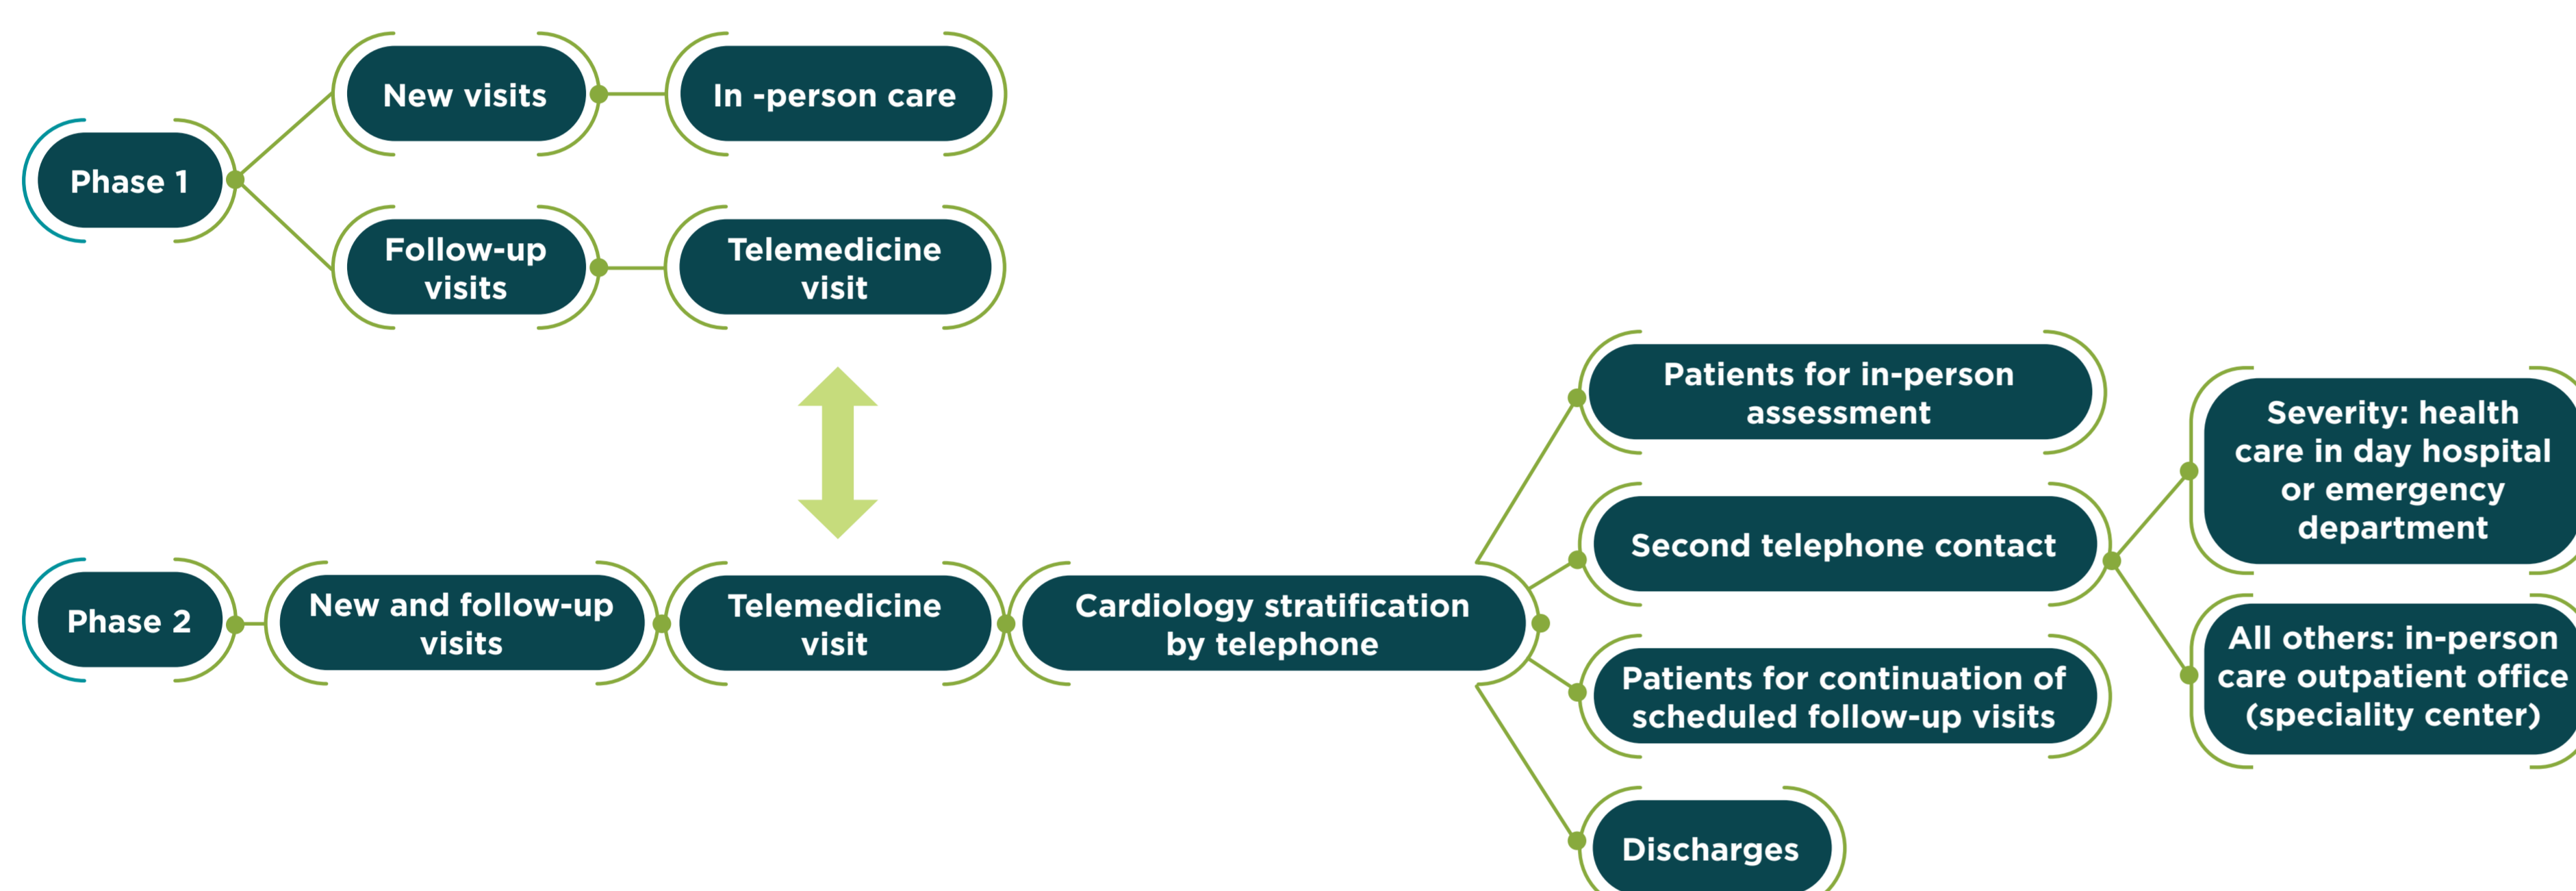 Phase 1
New visits
In -person care
Follow-up
visits
Telemedicine
visit
Phase 2
New and follow-up
visits
Telemedicine
visit
Cardiology stratification
by telephone
Patients for in-person
assessment
Second telephone contact
Patients for continuation of
scheduled follow-up visits
Discharges
Severity: health
care in day hospital
or emergency
department
All others: in-person
care outpatient office
(speciality center)